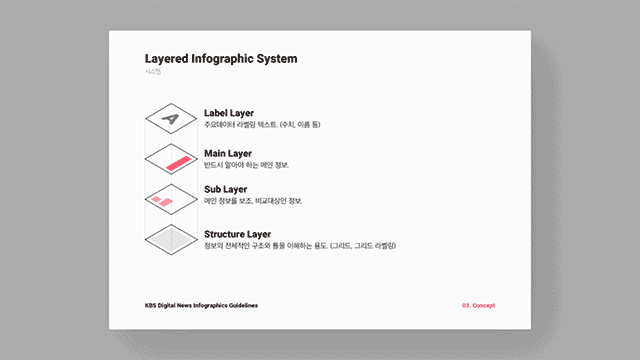 Layered Infographic System
시스템
A
Label Layer
주요데이터 라벨링 텍스트. (수치, 이름 등)
Main Layer
반드시 알아야 하는 메인 정보.
Sub Layer
메인 정보를 보조, 비교대상인 정보.
Structure Layer
정보의 전체적인 구조와 틀을 이해하는 용도. (그리드, 그리드 라벨링)
KBS Digital News Infographics Guidelines
03. Concept